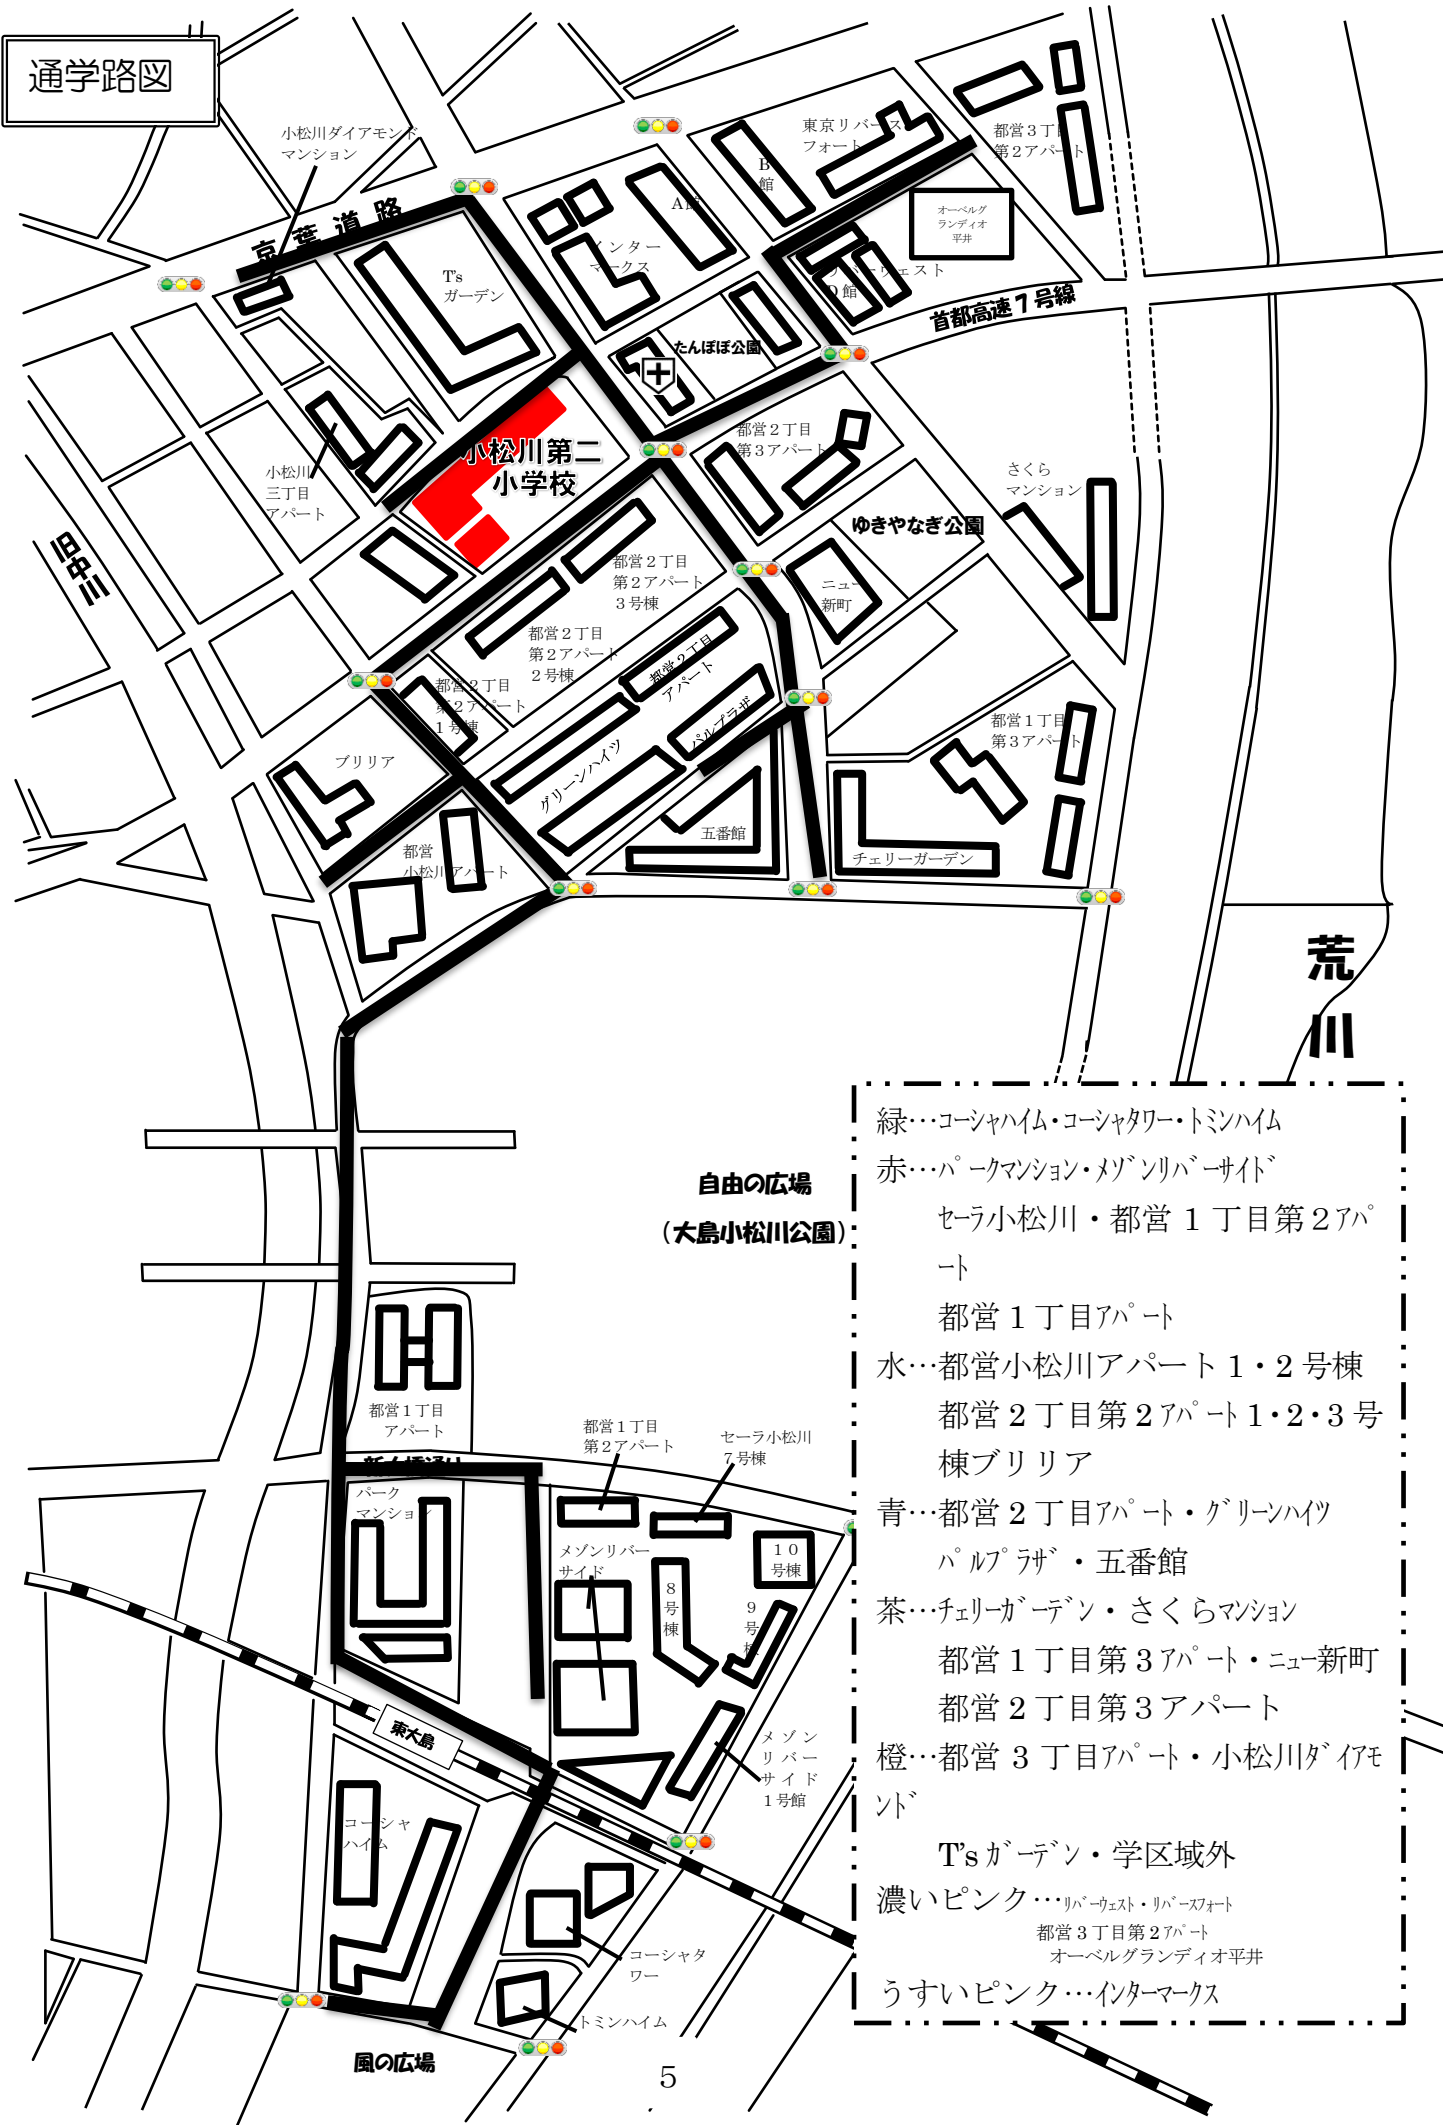 通学路図
小松川ダイアモンド
マンション
京葉道路
T's
ガーデン
インター
マークス
A館
B
館
東京リバース
フォート
都営３丁目
第２アパート
オーベルグ
ランディオ
平井
リバーウェスト
D館
首都高速７号線
たんぽぽ公園
小松川第二
小学校
小松川
三丁目
アパート
旧中川
都営２丁目
第３アパート
さくら
マンション
ゆきやなぎ公園
ニュー
新町
都営２丁目
第２アパート
３号棟
都営２丁目
第２アパート
２号棟
都営２丁目
第２アパート
１号棟
都営２丁目
アパート
パルプラザ
グリーンハイツ
ブリリア
都営
小松川アパート
五番館
都営１丁目
第３アパート
チェリーガーデン
荒
川
自由の広場
（大島小松川公園）
都営１丁目
アパート
新大橋通り
パーク
マンション
都営１丁目
第２アパート
セーラ小松川
７号棟
メゾンリバー
サイド
８
号
棟
９
号
棟
１０
号棟
メゾン
リバー
サイド
１号館
東大島
コーシャ
ハイム
コーシャタ
ワー
トミンハイム
風の広場
緑…コーシャハイム・コーシャタワー・トミンハイム
赤…パークマンション・メゾンリバーサイド
セーラ小松川・都営１丁目第２アパ
ート
都営１丁目アパート
水…都営小松川アパート 1・2 号棟
都営２丁目第２アパート 1・2・3 号
棟ブリリア
青…都営２丁目アパート・グリーンハイツ
パルプラザ・五番館
茶…チェリーガーデン・さくらマンション
都営１丁目第３アパート・ニュー新町
都営２丁目第３アパート
橙…都営３丁目アパート・小松川ダイアモ
ンド
T's ガーデン・学区域外
濃いピンク…リバーウェスト・リバースフォート
都営３丁目第２アパート
オーベルグランディオ平井
うすいピンク…インターマークス
5